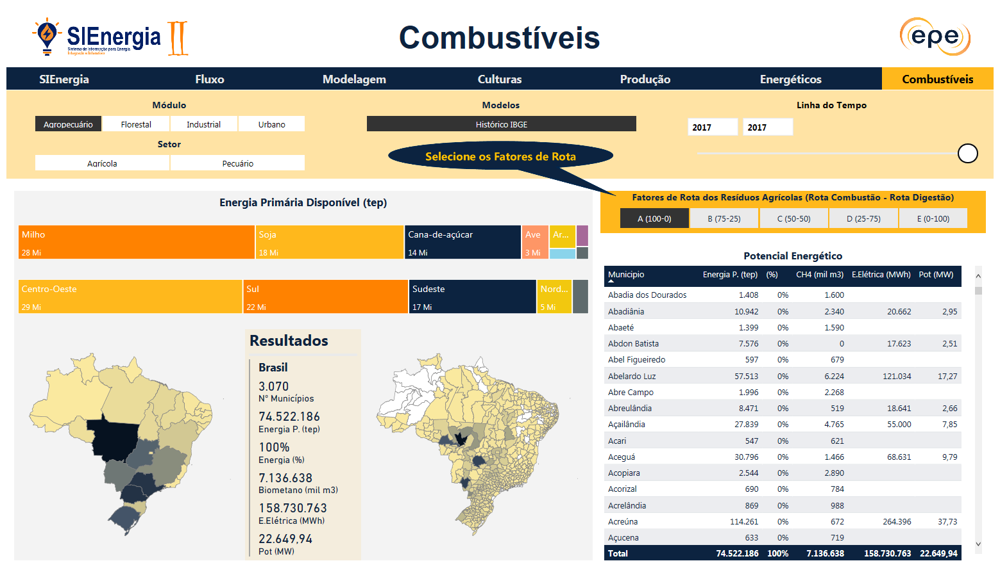 SIEnergia II
Sistema de Informação para Energia
Integrado e Interativo
Combustíveis
epe
SIEnergia Fluxo Modelagem Culturas Produção Energéticos Combustíveis
Módulo Modelos Linha do Tempo
Agropecuário Florestal Industrial Urbano
Histórico IBGE
2017 2017
Setor
Agrícola Pecuário
Selecione os Fatores de Rota
Energia Primária Disponível (tep)
Milho Soja Cana-de-açúcar Ave Ar...
28 Mi 18 Mi 14 Mi 3 Mi
Centro-Oeste Sul Sudeste Nord...
29 Mi 22 Mi 17 Mi 5 Mi
Resultados
Brasil
3.070
N° Municípios
74.522.186
Energia P. (tep)
100%
Energia (%)
7.136.638
Biometano (mil m3)
158.730.763
E.Elétrica (MWh)
22.649,94
Pot (MW)
Fatores de Rota dos Resíduos Agrícolas (Rota Combustão - Rota Digestão)
A (100-0) B (75-25) C (50-50) D (25-75) E (0-100)
Potencial Energético
Municipio Energia P. (tep) (%) CH4 (mil m3) E.Elétrica (MWh) Pot (MW)
Abadia dos Dourados 1.408 0% 1.600
Abadiânia 10.942 0% 2.340 20.662 2,95
Abaeté 1.399 0% 1.590
Abdon Batista 7.576 0% 0 17.623 2,51
Abel Figueiredo 597 0% 679
Abelardo Luz 57.513 0% 6.224 121.034 17,27
Abre Campo 1.996 0% 2.268
Abreulândia 8.471 0% 519 18.641 2,66
Açailândia 27.839 0% 4.765 55.000 7,85
Acari 547 0% 621
Aceguá 30.796 0% 1.466 68.631 9,79
Acopiara 2.544 0% 2.890
Acorizal 690 0% 784
Acrelândia 869 0% 988
Acreúna 114.261 0% 672 264.396 37,73
Açucena 633 0% 719
Total 74.522.186 100% 7.136.638 158.730.763 22.649,94